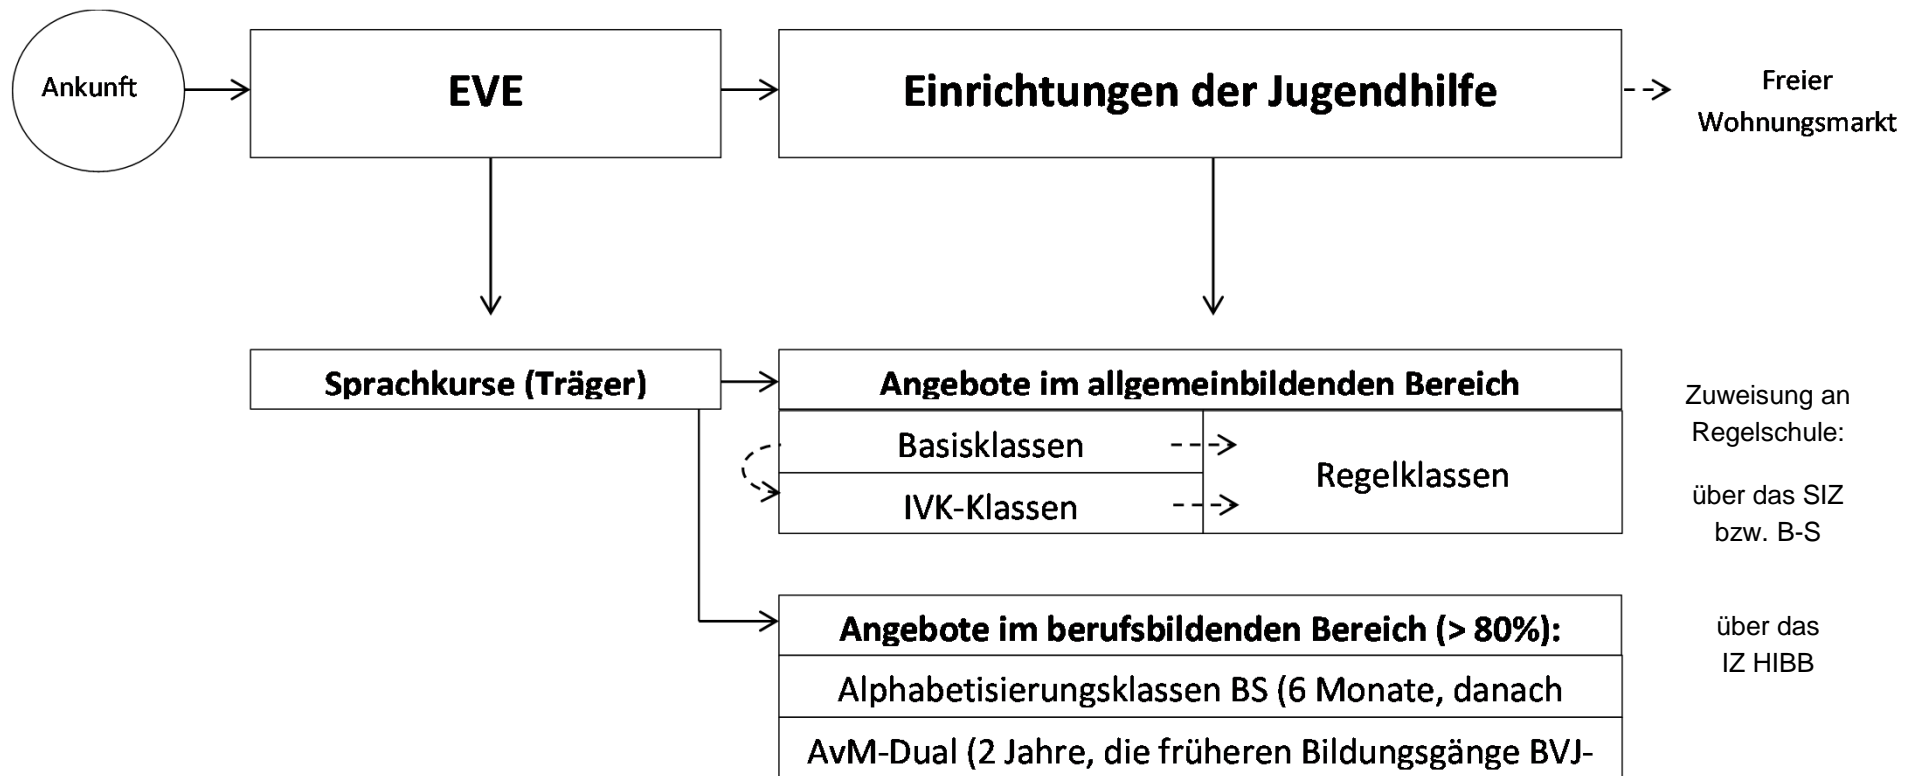 Ankunft
EVE
Einrichtungen der Jugendhilfe
Freier
Wohnungsmarkt
Sprachkurse (Träger)
Angebote im allgemeinbildenden Bereich
Basisklassen
IVK-Klassen
Regelklassen
Zuweisung an
Regelschule:
über das SIZ
bzw. B-S
Angebote im berufsbildenden Bereich (> 80%):
Alphabetisierungsklassen BS (6 Monate, danach
AvM-Dual (2 Jahre, die früheren Bildungsgänge BVJ-
über das
IZ HIBB